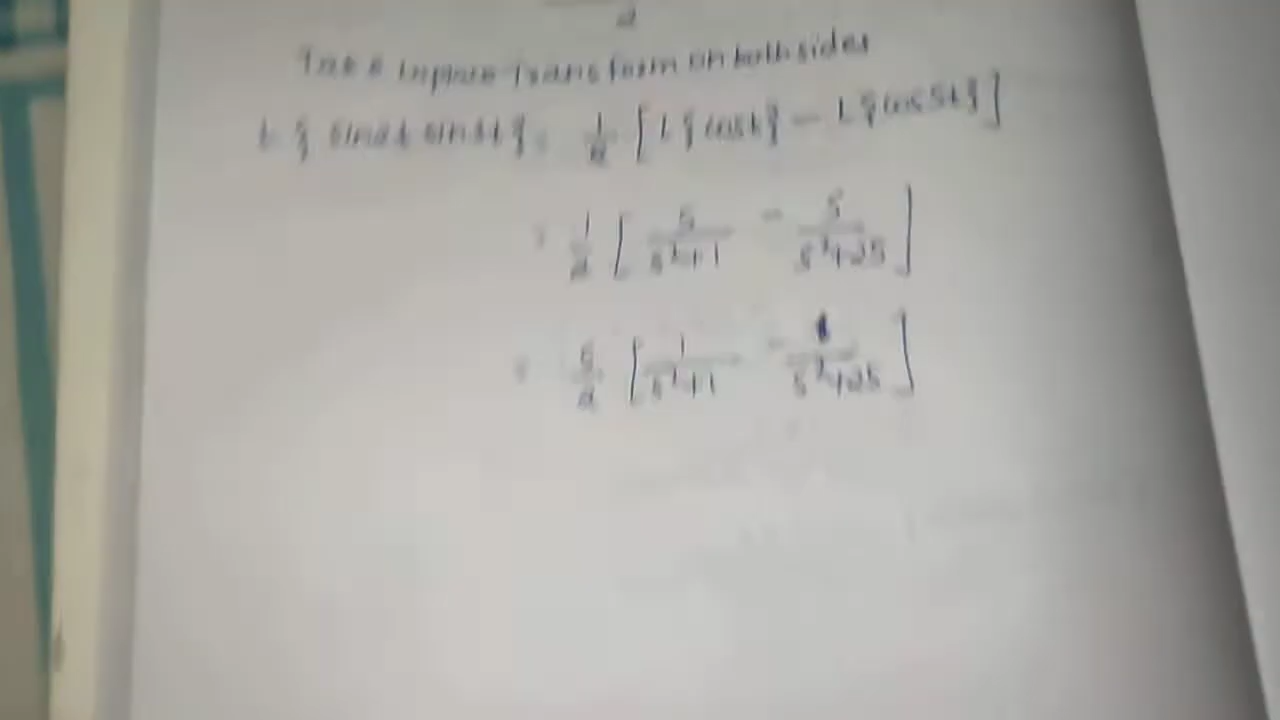 2
Take laplace Transform on both sides
L{sin2t sin3t} = 1/2 [L{cost} - L{cos5t}]
= 1/2 [s/s²+1 - s/s²+25]
= s/2 [1/s²+1 - 1/s²+25]